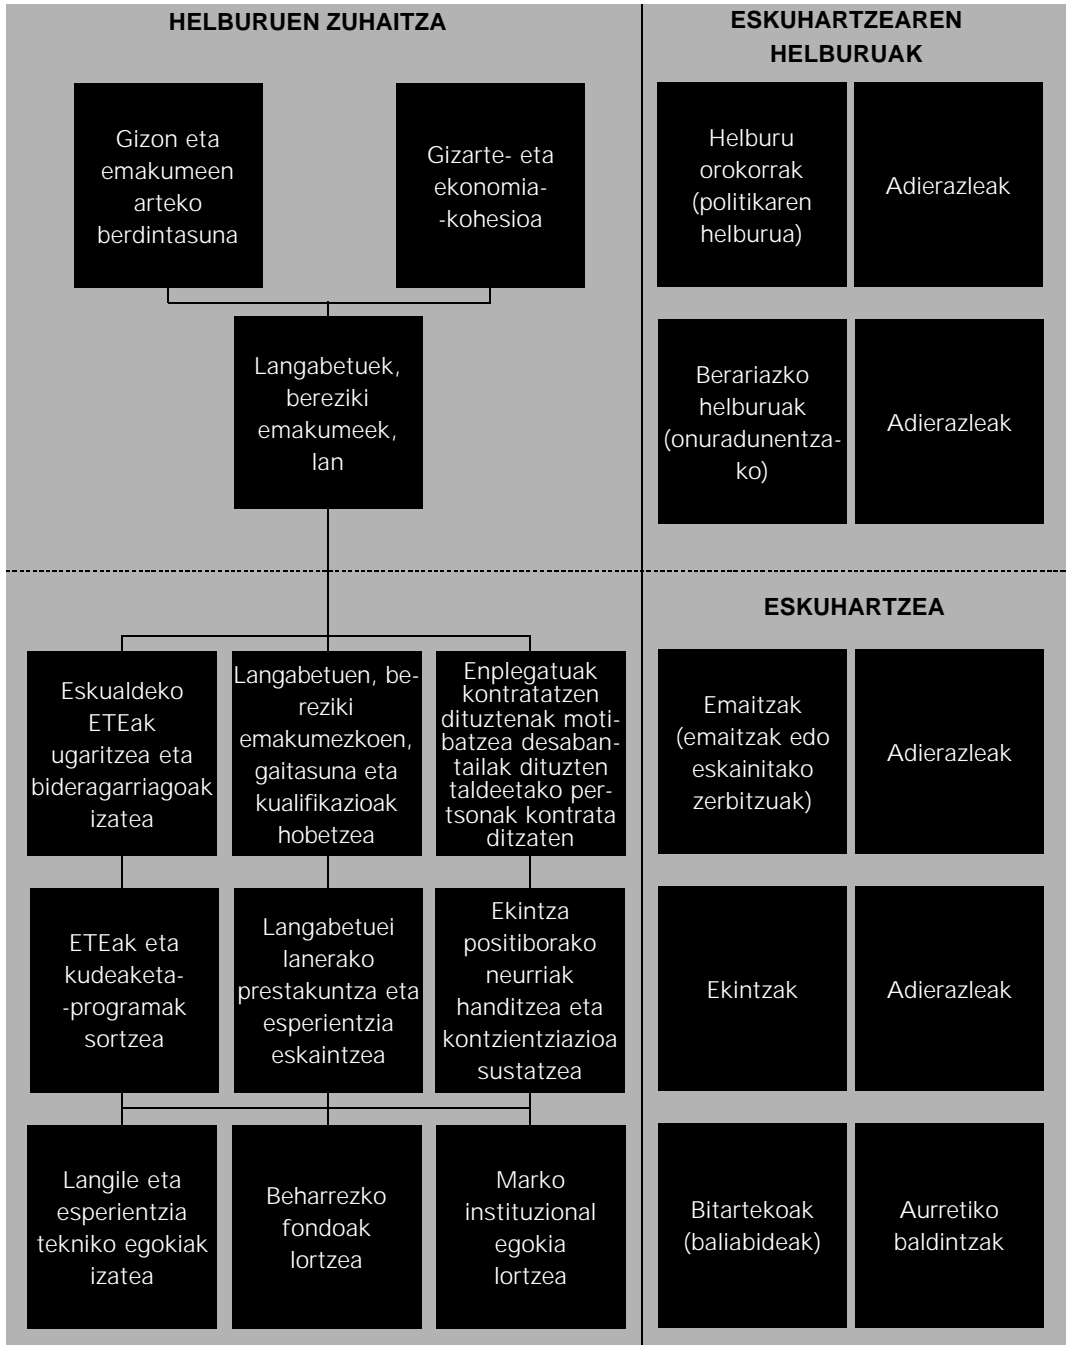 HELBURUEN ZUHAITZA
ESKUHARTZEAREN
HELBURUAK
Gizon eta
emakumeen
arteko
berdintasuna
Gizarte- eta
ekonomia-
-kohesioa
Helburu
orokorrak
(politikaren
helburua)
Adierazleak
Langabetuek,
bereziki
emakumeek,
lan
Berariazko
helburuak
(onuradunentza-
ko)
Adierazleak
ESKUHARTZEA
Eskualdeko
ETEak
ugaritzea eta
bideragarriagoak
izatea
Langabetuen, be-
reziki
emakumezkoen,
gaitasuna eta
kualifikazioak
hobetzea
Enplegatuak
kontratatzen
dituztenak moti-
batzea desaban-
tailak dituzten
taldeetako per-
tsonak kontrata
ditzaten
Emaitzak
(emaitzak edo
eskainitako
zerbitzuak)
Adierazleak
ETEak eta
kudeaketa-
-programak
sortzea
Langabetuei
lanerako
prestakuntza eta
esperientzia
eskaintzea
Ekintza
positiborako
neurriak
handitzea eta
kontzientziazioa
sustatzea
Ekintzak
Adierazleak
Langile eta
esperientzia
tekniko egokiak
izatea
Beharrezko
fondoak
lortzea
Marko
instituzional
egokia
lortzea
Bitartekoak
(baliabideak)
Aurretiko
baldintzak